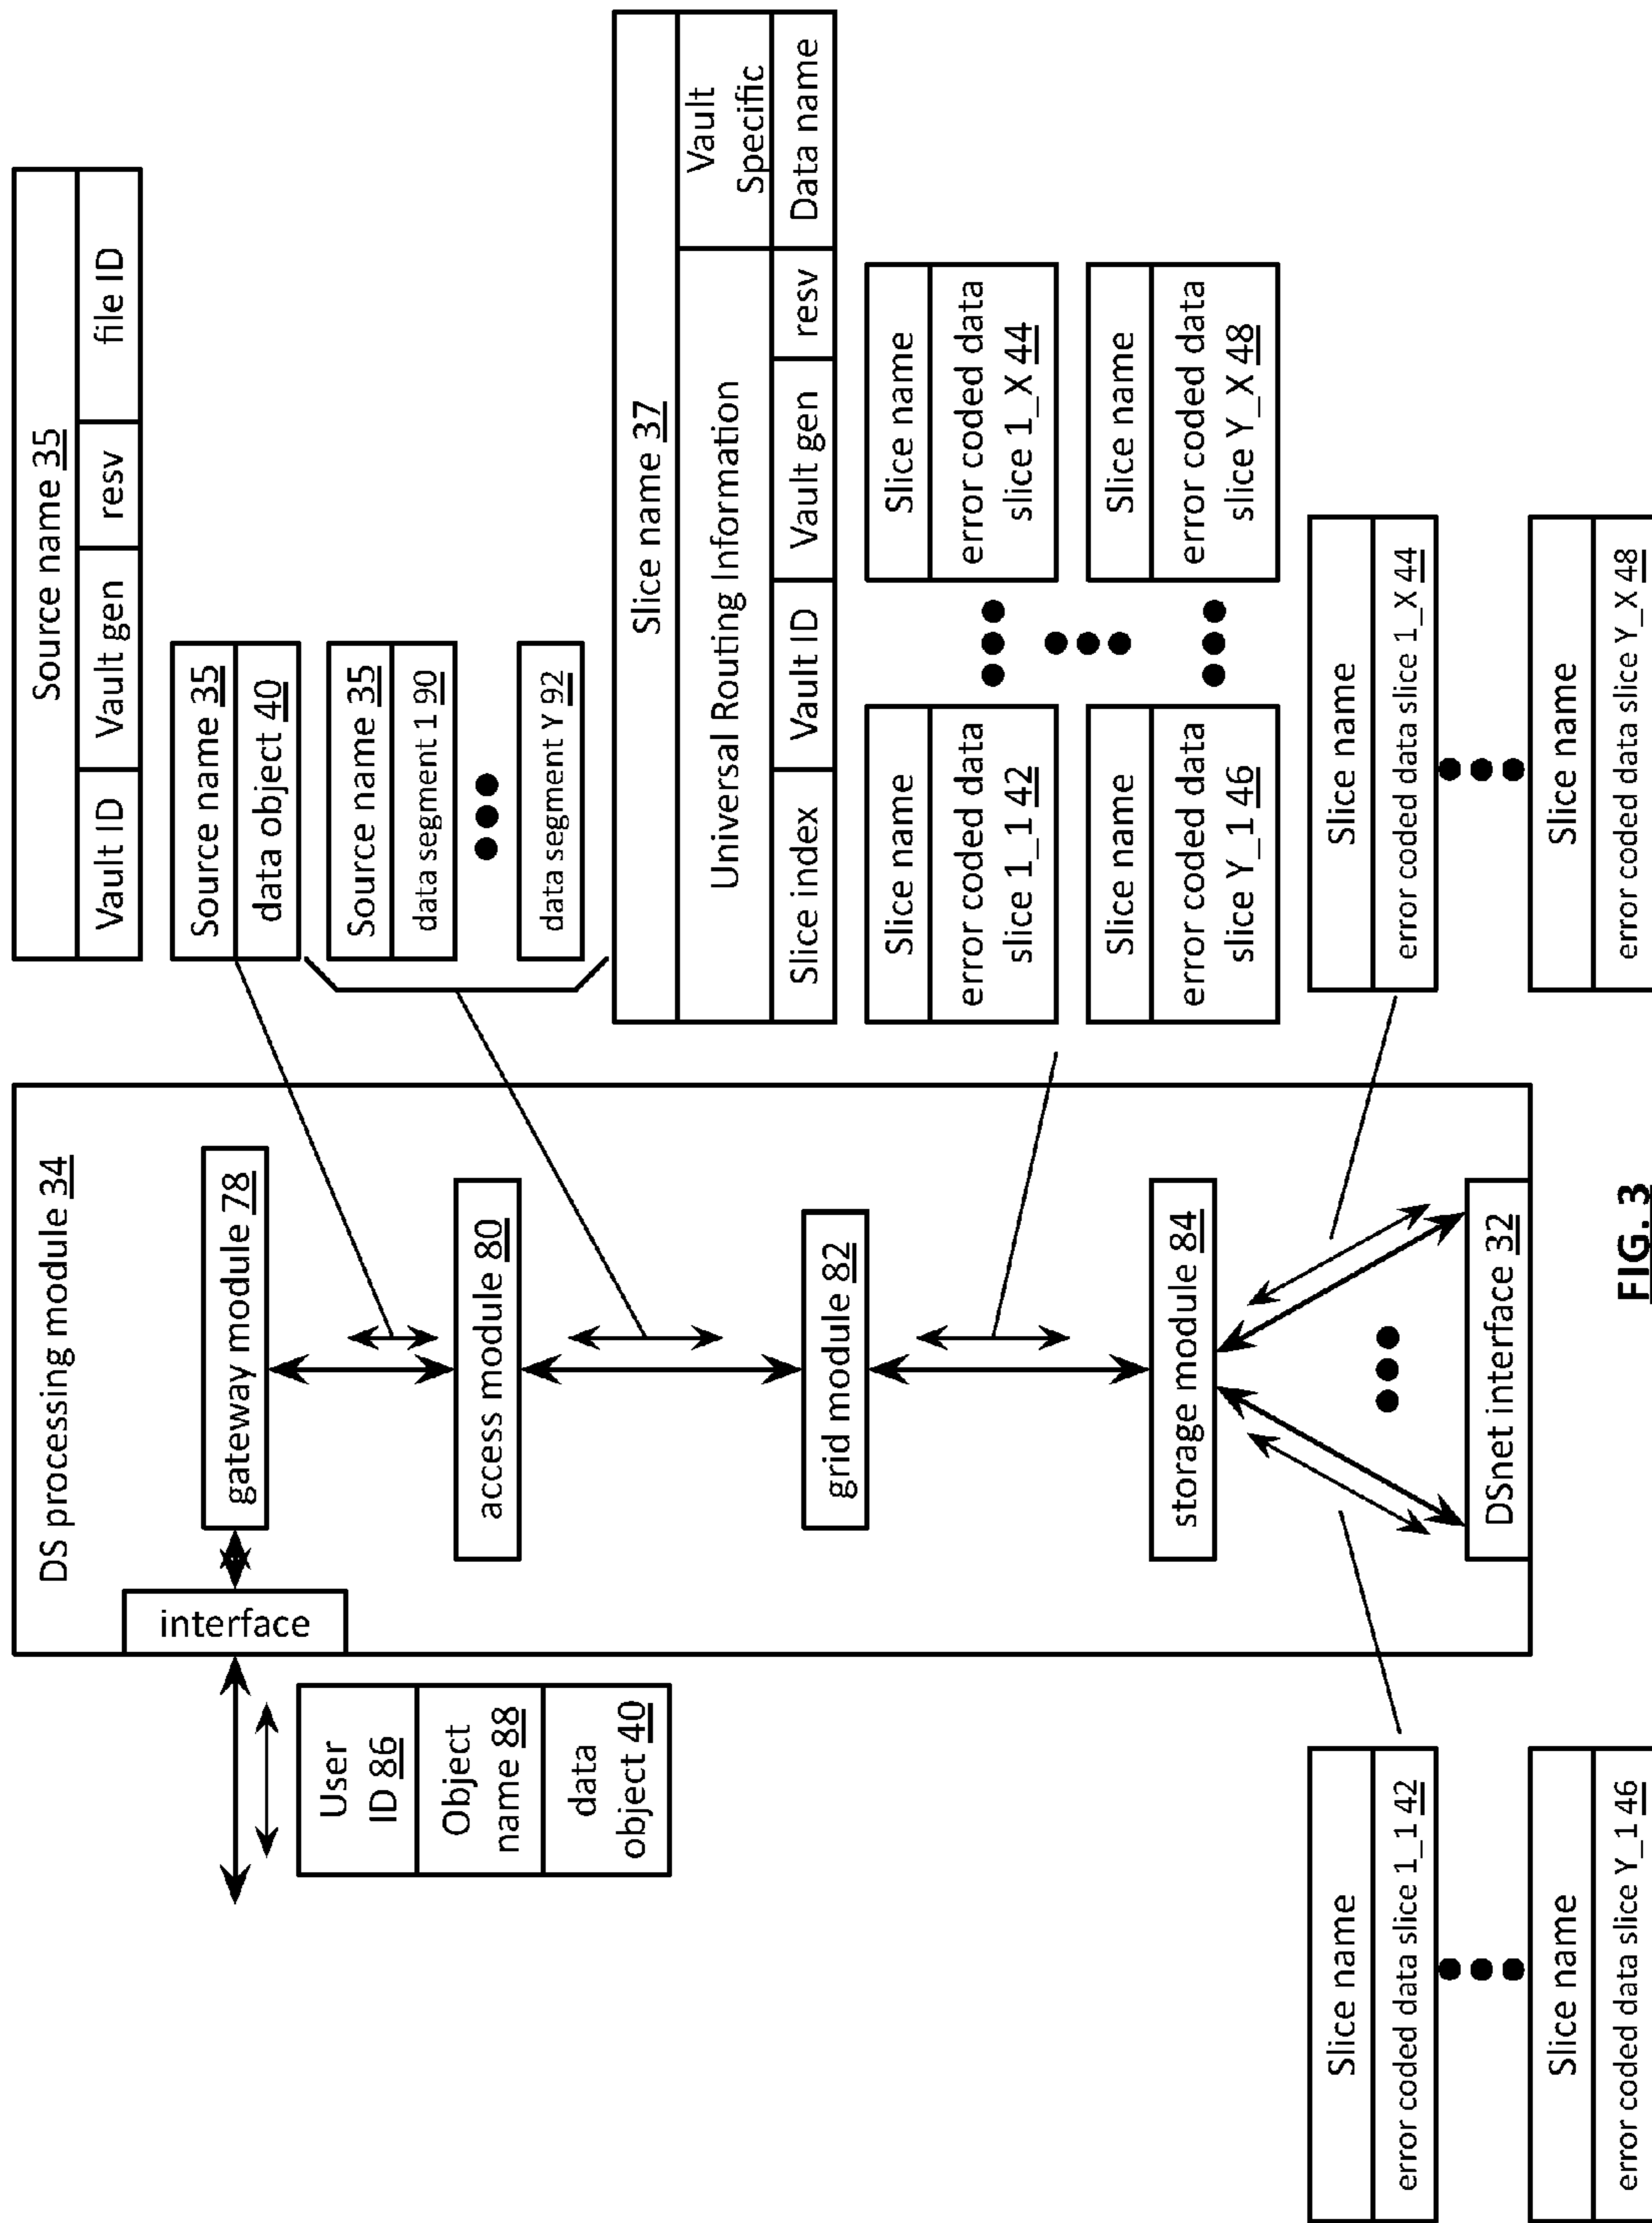 DS processing module 34
interface
gateway module 78
access module 80
grid module 82
storage module 84
DSnet interface 32
User
ID 86
Object
name 88
data
object 40
Source name 35
Vault ID
Vault gen
resv
file ID
Source name 35
data object 40
Source name 35
data segment 1 90
data segment Y 92
Slice name 37
Universal Routing Information
Vault
Specific
Slice index
Vault ID
Vault gen
resv
Data name
Slice name
error coded data
slice 1_1 42
Slice name
error coded data
slice 1_X 44
Slice name
error coded data
slice Y_1 46
Slice name
error coded data
slice Y_X 48
Slice name
error coded data slice 1_1 42
Slice name
error coded data slice Y_1 46
Slice name
error coded data slice 1_X 44
Slice name
error coded data slice Y_X 48
FIG. 3